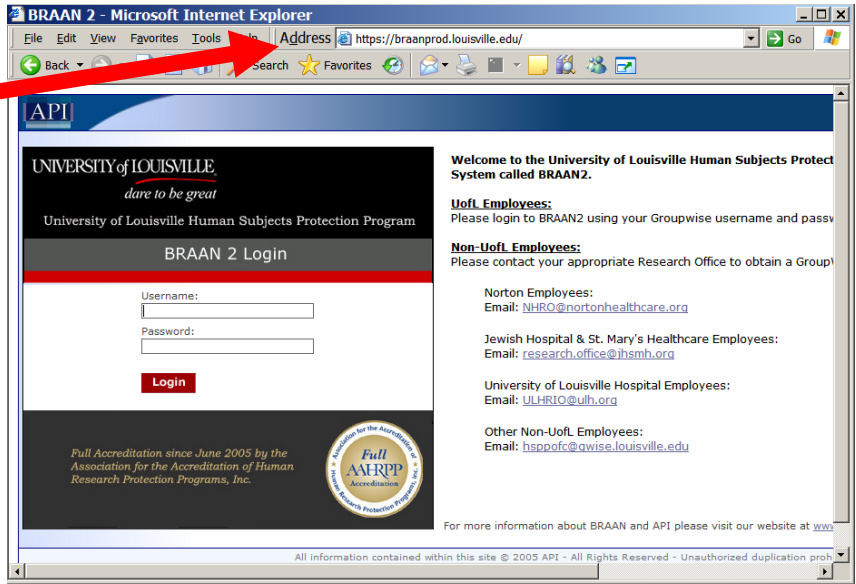 BRAAN 2 - Microsoft Internet Explorer
File Edit View Favorites Tools Address https://braanprod.louisville.edu/ Go
Back Search Favorites
[API]
UNIVERSITY of LOUISVILLE.
dare to be great
University of Louisville Human Subjects Protection Program
BRAAN 2 Login
Username:
Password:
Login
Full Accreditation since June 2005 by the
Association for the Accreditation of Human
Research Protection Programs, Inc.
Association for the Accreditation of Human Research Protection Programs, Inc.
Full
AAHRPP
Accreditation
Welcome to the University of Louisville Human Subjects Protect
System called BRAAN2.
UofL Employees:
Please login to BRAAN2 using your Groupwise username and passw
Non-UofL Employees:
Please contact your appropriate Research Office to obtain a Group
Norton Employees:
Email: NHRO@nortonhealthcare.org
Jewish Hospital & St. Mary's Healthcare Employees:
Email: research.office@jhsmh.org
University of Louisville Hospital Employees:
Email: ULHRIO@ulh.org
Other Non-UofL Employees:
Email: hsppofc@gwise.louisville.edu
For more information about BRAAN and API please visit our website at www
All information contained within this site © 2005 API - All Rights Reserved - Unauthorized duplication proh